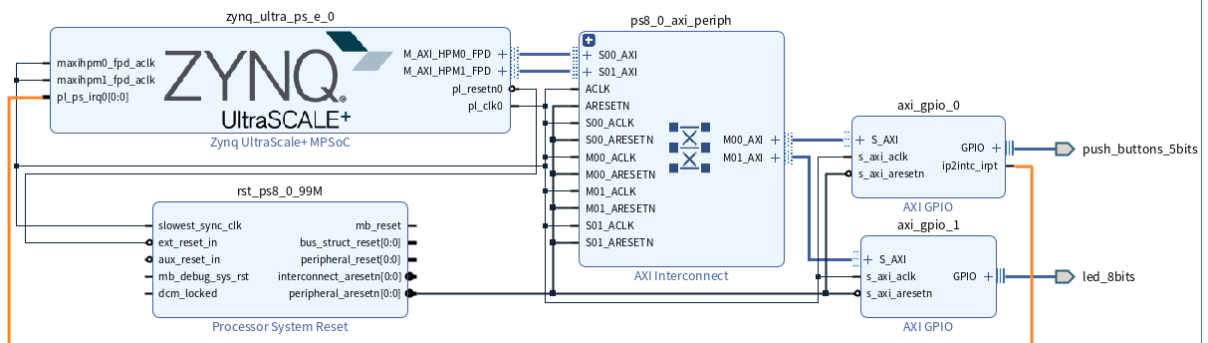 zynq_ultra_ps_e_0
maxihpm0_fpd_aclk
maxihpm1_fpd_aclk
pl_ps_irq0[0:0]
ZYNQ
UltraSCALE+
M_AXI_HPM0_FPD
M_AXI_HPM1_FPD
pl_resetn0
pl_clk0
Zynq UltraScale+ MPSoC
rst_ps8_0_99M
slowest_sync_clk
ext_reset_in
aux_reset_in
mb_debug_sys_rst
dcm_locked
mb_reset
bus_struct_reset[0:0]
peripheral_reset[0:0]
interconnect_aresetn[0:0]
peripheral_aresetn[0:0]
Processor System Reset
ps8_0_axi_periph
S00_AXI
S01_AXI
ACLK
ARESETN
S00_ACLK
S00_ARESETN
M00_ACLK
M00_ARESETN
M01_ACLK
M01_ARESETN
S01_ACLK
S01_ARESETN
M00_AXI
M01_AXI
AXI Interconnect
axi_gpio_0
S_AXI
s_axi_aclk
s_axi_aresetn
GPIO
ip2intc_irpt
AXI GPIO
push_buttons_5bits
axi_gpio_1
S_AXI
s_axi_aclk
s_axi_aresetn
GPIO
AXI GPIO
led_8bits